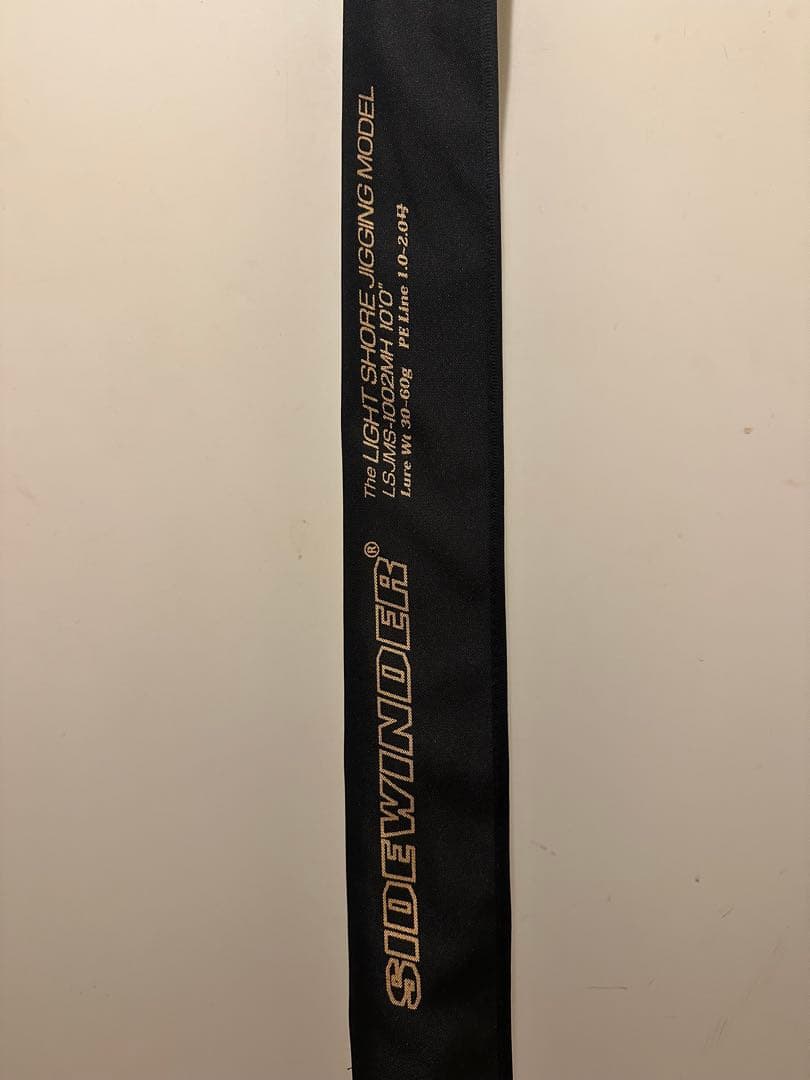 SIDEWINDER®
The LIGHT SHORE JIGGING MODEL
LSJMS-1002MH 10'0"
Lure Wt 30-60g PE Line 1.0-2.0号